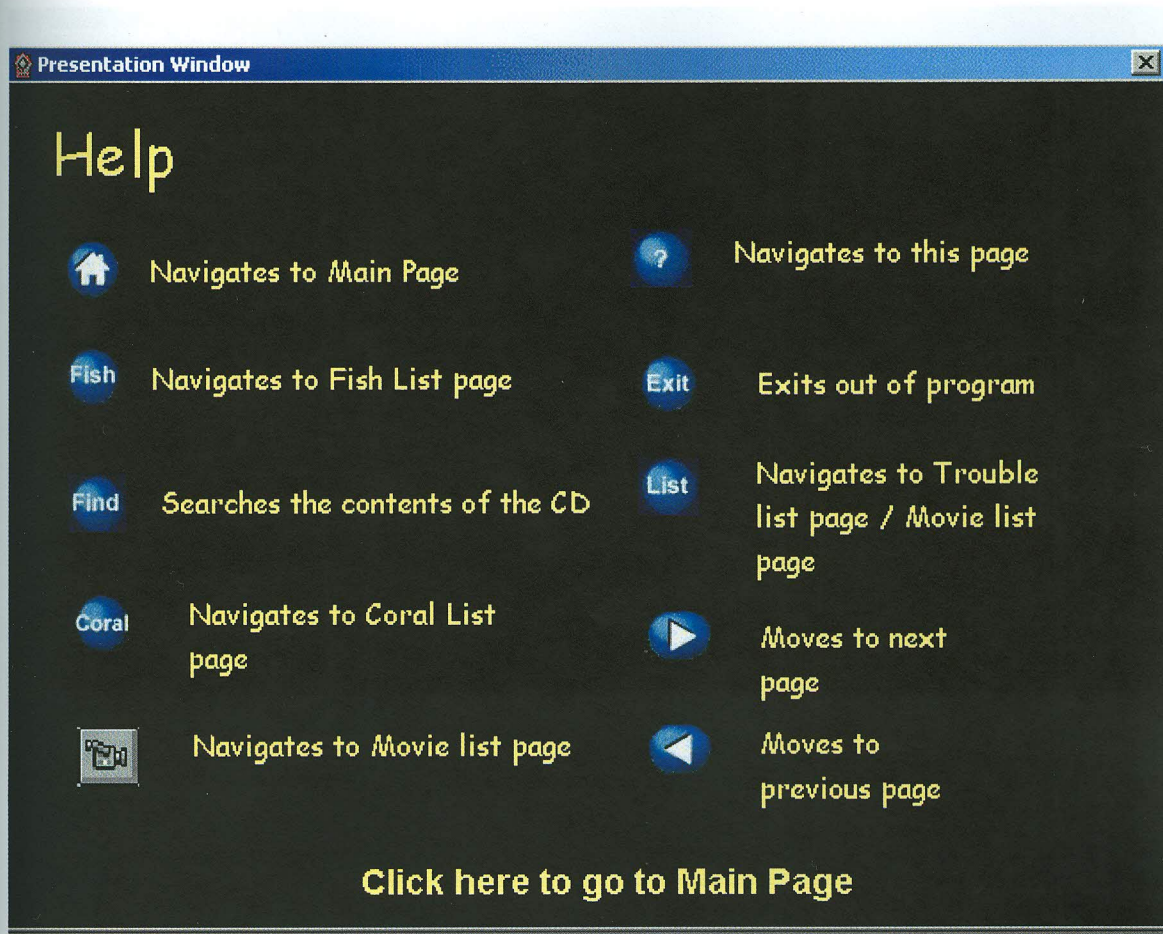 Presentation Window
Help
Navigates to Main Page
Fish
Navigates to Fish List page
Find
Searches the contents of the CD
Coral
Navigates to Coral List
page
Navigates to Movie list page
?
Navigates to this page
Exit
Exits out of program
List
Navigates to Trouble
list page / Movie list
page
Moves to next
page
Moves to
previous page
Click here to go to Main Page